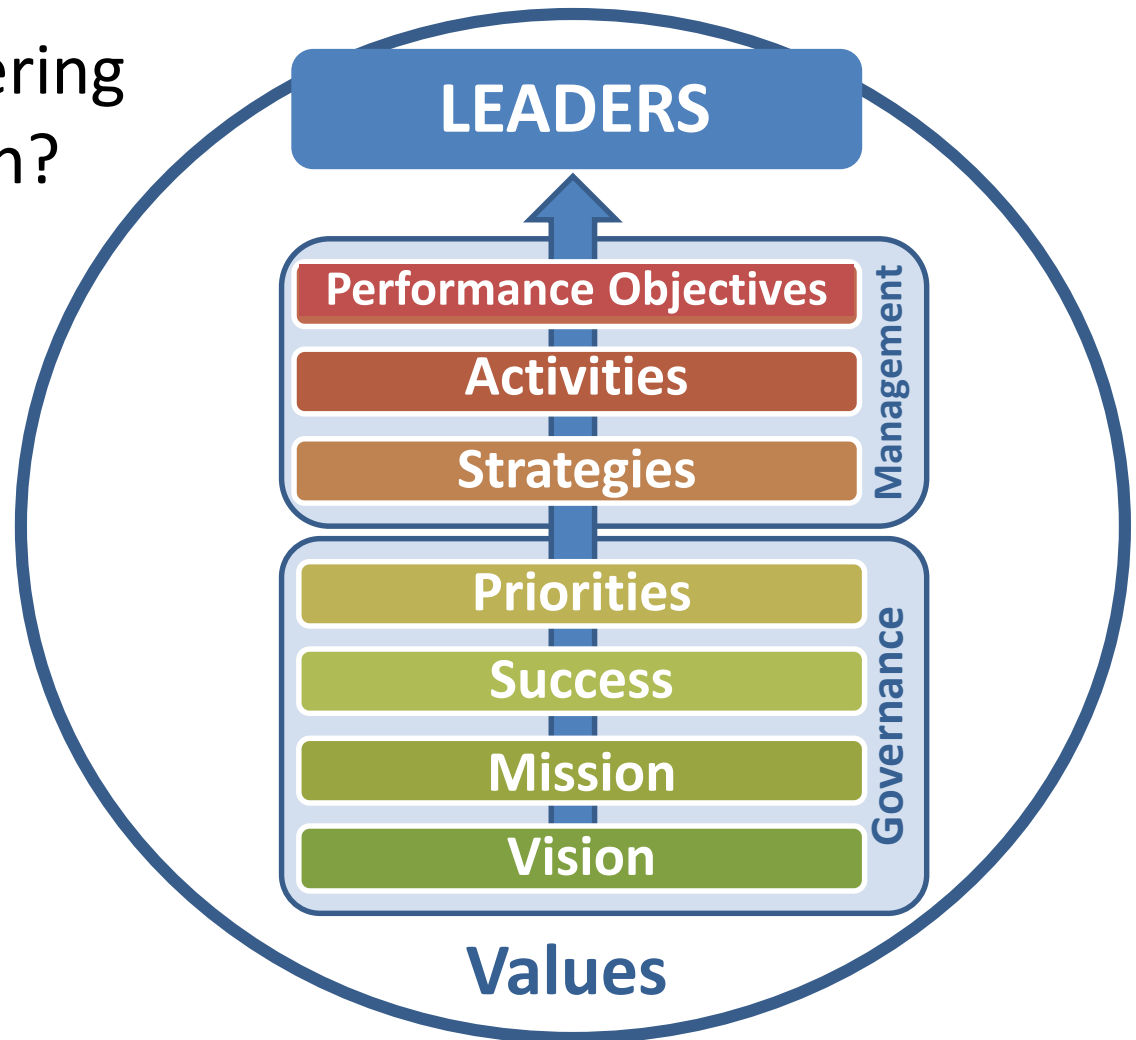 ering
n?
LEADERS
Performance Objectives
Activities
Strategies
Management
Priorities
Success
Mission
Vision
Governance
Values